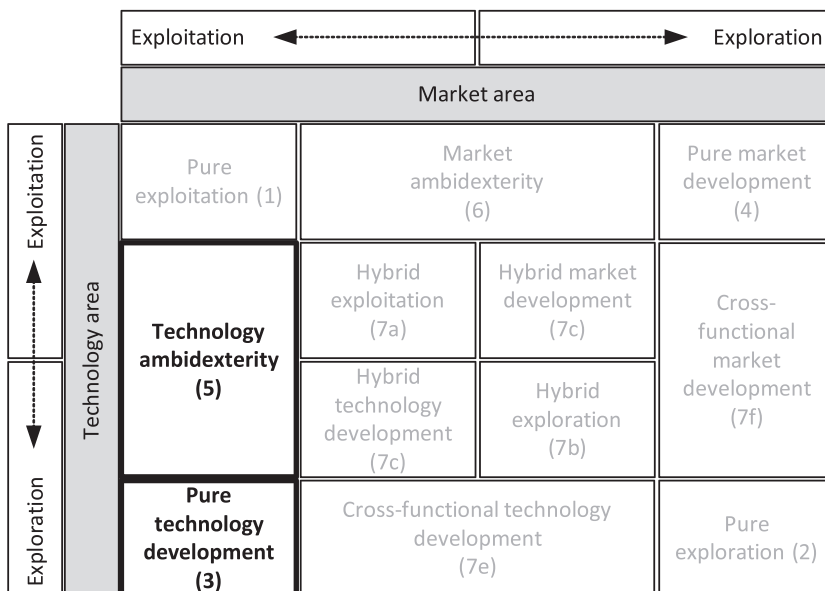 Exploitation
Exploration
Market area
Exploitation
Exploration
Technology area
Pure
exploitation (1)
Market
ambidexterity
(6)
Pure market
development
(4)
Technology
ambidexterity
(5)
Hybrid
exploitation
(7a)
Hybrid market
development
(7c)
Cross-
functional
market
development
(7f)
Hybrid
technology
development
(7c)
Hybrid
exploration
(7b)
Pure
technology
development
(3)
Cross-functional technology
development
(7e)
Pure
exploration (2)